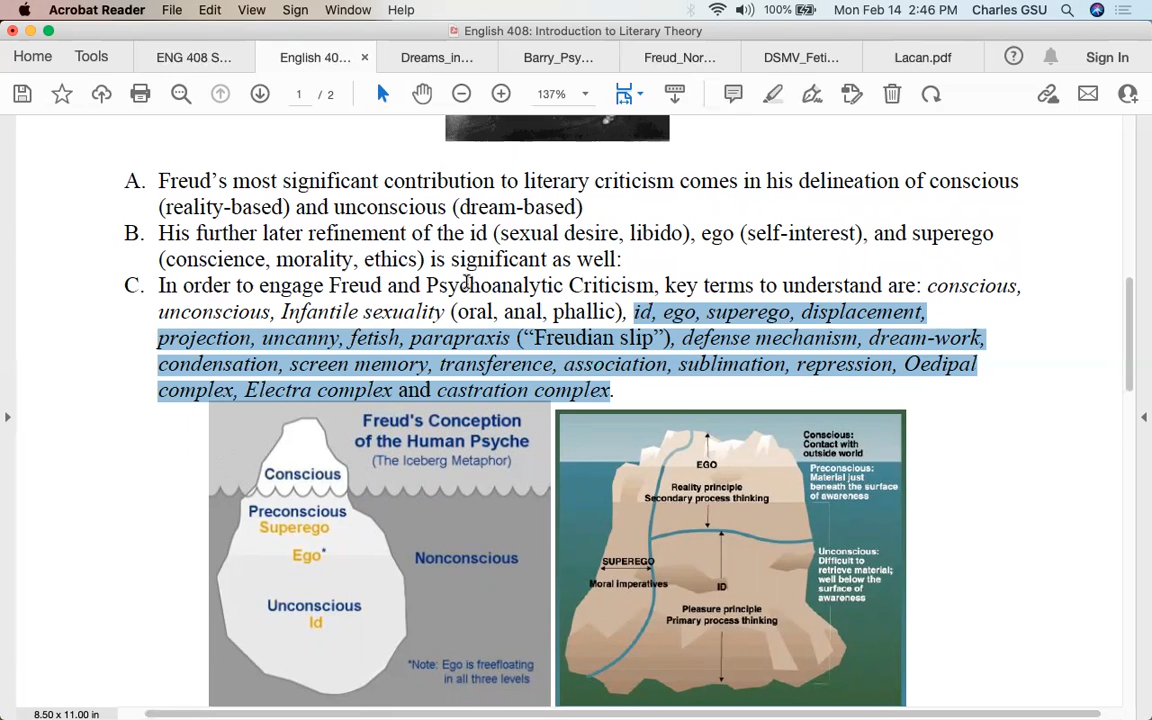 Acrobat Reader File Edit View Sign Window Help 100% Mon Feb 14 2:46 PM Charles GSU
English 408: Introduction to Literary Theory
Home Tools ENG 408 S... English 40... × Dreams_in... Barry_Psy... Freud_Nor... DSMV_Feti... Lacan.pdf Sign In
1 / 2 137%
A. Freud’s most significant contribution to literary criticism comes in his delineation of conscious
(reality-based) and unconscious (dream-based)
B. His further later refinement of the id (sexual desire, libido), ego (self-interest), and superego
(conscience, morality, ethics) is significant as well:
C. In order to engage Freud and Psychoanalytic Criticism, key terms to understand are: conscious,
unconscious, Infantile sexuality (oral, anal, phallic), id, ego, superego, displacement,
projection, uncanny, fetish, parapraxis (“Freudian slip”), defense mechanism, dream-work,
condensation, screen memory, transference, association, sublimation, repression, Oedipal
complex, Electra complex and castration complex.
Freud's Conception
of the Human Psyche
(The Iceberg Metaphor)
Conscious
Preconscious
Superego
Ego*
Nonconscious
Unconscious
Id
*Note: Ego is freefloating
in all three levels
Conscious:
Contact with
outside world
EGO
Reality principle
Secondary process thinking
Preconscious:
Material just
beneath the surface
of awareness
SUPEREGO
Moral Imperatives
ID
Pleasure principle
Primary process thinking
Unconscious:
Difficult to
retrieve material;
well below the
surface of
awareness
8.50 x 11.00 in